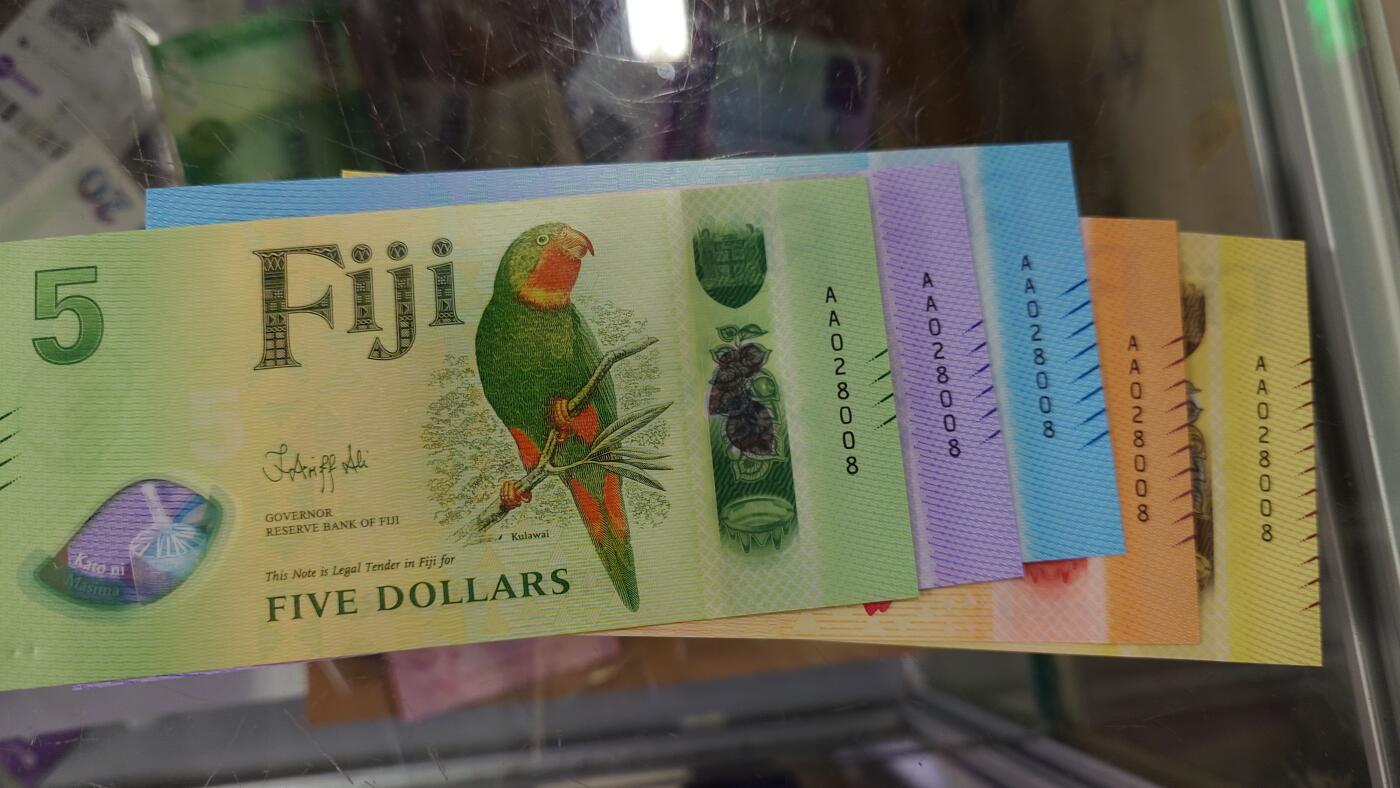 5
Fiji
GOVERNOR
RESERVE BANK OF FIJI
Kulawai
This Note is Legal Tender in Fiji for
FIVE DOLLARS
Kato ni
Masima
AA028008
AA028008
AA028008
AA028008
AA028008
20